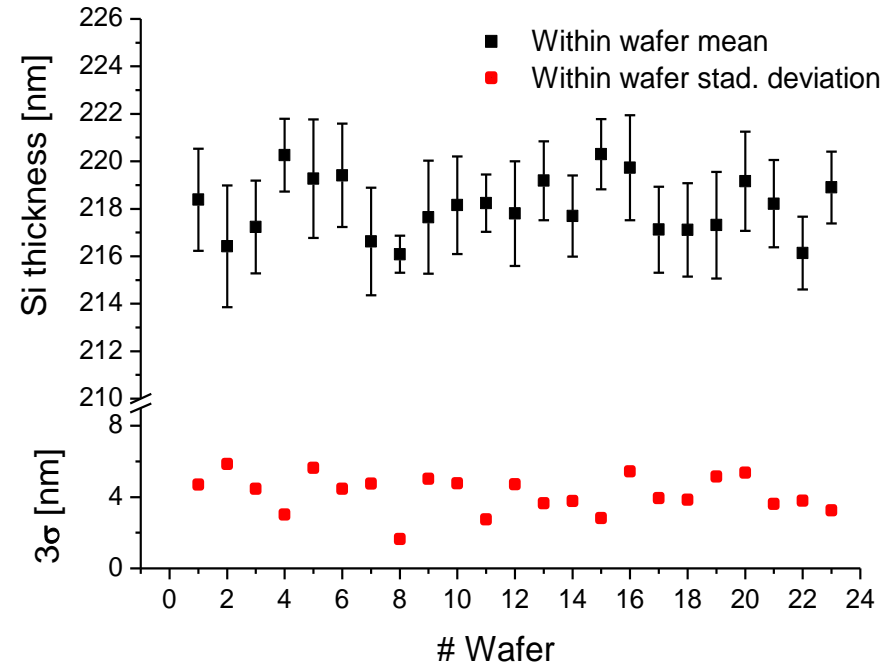 226
224
222
220
218
216
214
212
210
8
4
0
Si thickness [nm]
3σ [nm]
Within wafer mean
Within wafer stad. deviation
0 2 4 6 8 10 12 14 16 18 20 22 24
# Wafer